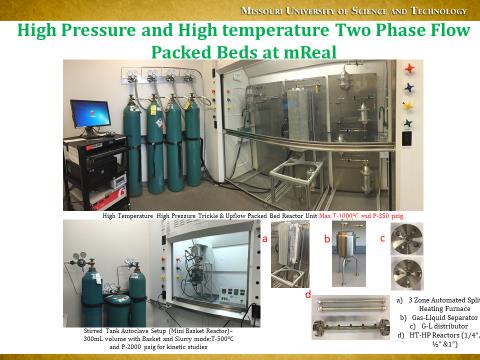 MISSOURI UNIVERSITY OF SCIENCE AND TECHNOLOGY
High Pressure and High temperature Two Phase Flow
Packed Beds at mReal
High Temperature High Pressure Trickle & Upflow Packed Bed Reactor Unit Max T-1000°C and P-350 psig
a
b
c
d
Stirred Tank Autoclave Setup (Mini Basket Reactor)–
300mL volume with Basket and Slurry mode;T-500°C
and P-2000 psig for kinetic studies
a) 3 Zone Automated Split
Heating Furnace
b) Gas-Liquid Separator
c) G-L distributor
d) HT-HP Reactors (1/4",
½" &1")